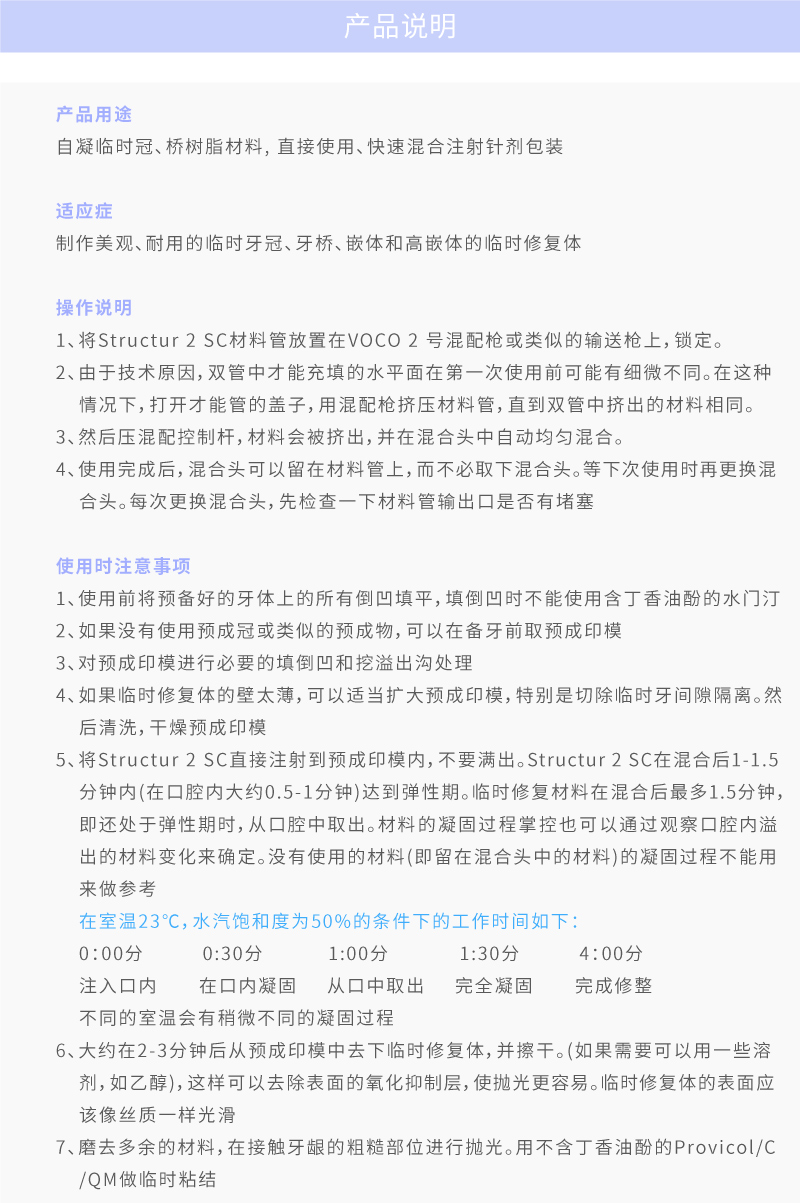 产品说明
产品用途
自凝临时冠、桥树脂材料, 直接使用、快速混合注射针剂包装
适应症
制作美观、耐用的临时牙冠、牙桥、嵌体和高嵌体的临时修复体
操作说明
1、将Structur 2 SC材料管放置在VOCO 2 号混配枪或类似的输送枪上，锁定。
2、由于技术原因，双管中才能充填的水平面在第一次使用前可能有细微不同。在这种
情况下，打开才能管的盖子，用混配枪挤压材料管，直到双管中挤出的材料相同。
3、然后压混配控制杆，材料会被挤出，并在混合头中自动均匀混合。
4、使用完成后，混合头可以留在材料管上，而不必取下混合头。等下次使用时再更换混
合头。每次更换混合头，先检查一下材料管输出口是否有堵塞
使用时注意事项
1、使用前将预备好的牙体上的所有倒凹填平，填倒凹时不能使用含丁香油酚的水门汀
2、如果没有使用预成冠或类似的预成物，可以在备牙前取预成印模
3、对预成印模进行必要的填倒凹和挖溢出沟处理
4、如果临时修复体的壁太薄，可以适当扩大预成印模，特别是切除临时牙间隙隔离。然
后清洗，干燥预成印模
5、将Structur 2 SC直接注射到预成印模内，不要满出。Structur 2 SC在混合后1-1.5
分钟内(在口腔内大约0.5-1分钟)达到弹性期。临时修复材料在混合后最多1.5分钟，
即还处于弹性期时，从口腔中取出。材料的凝固过程掌控也可以通过观察口腔内溢
出的材料变化来确定。没有使用的材料(即留在混合头中的材料)的凝固过程不能用
来做参考
在室温23℃，水汽饱和度为50%的条件下的工作时间如下：
0：00分 0:30分 1:00分 1:30分 4：00分
注入口内 在口内凝固 从口中取出 完全凝固 完成修整
不同的室温会有稍微不同的凝固过程
6、大约在2-3分钟后从预成印模中去下临时修复体，并擦干。(如果需要可以用一些溶
剂，如乙醇)，这样可以去除表面的氧化抑制层，使抛光更容易。临时修复体的表面应
该像丝质一样光滑
7、磨去多余的材料，在接触牙龈的粗糙部位进行抛光。用不含丁香油酚的Provicol/C
/QM做临时粘结